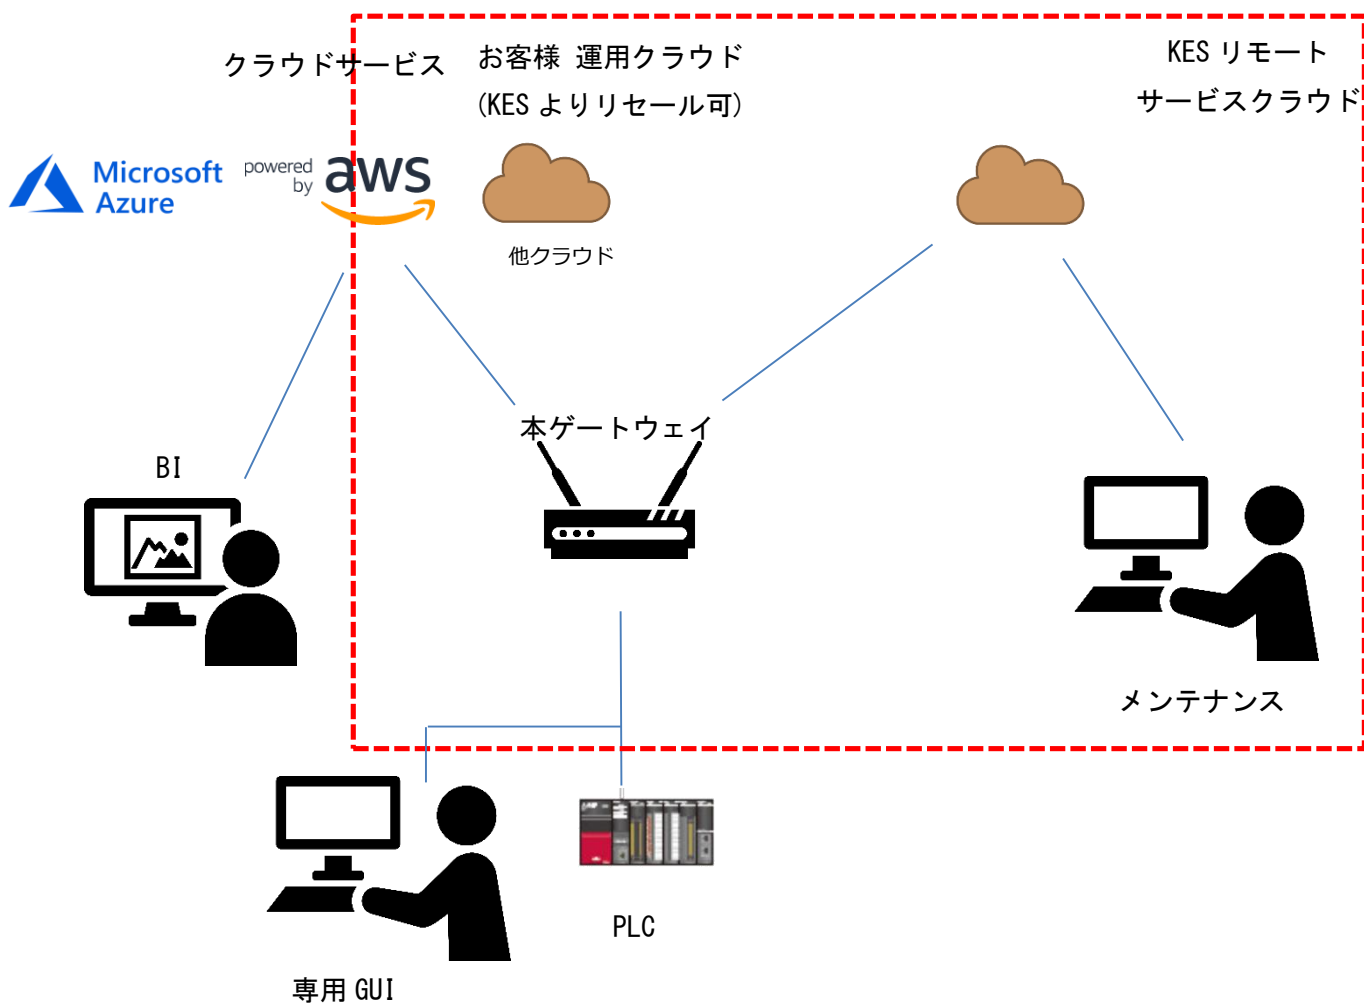 クラウドサービス
お客様 運用クラウド
(KES よりリセール可)
KES リモート
サービスクラウド
Microsoft
Azure
powered
by
aws
他クラウド
本ゲートウェイ
BI
メンテナンス
PLC
専用 GUI